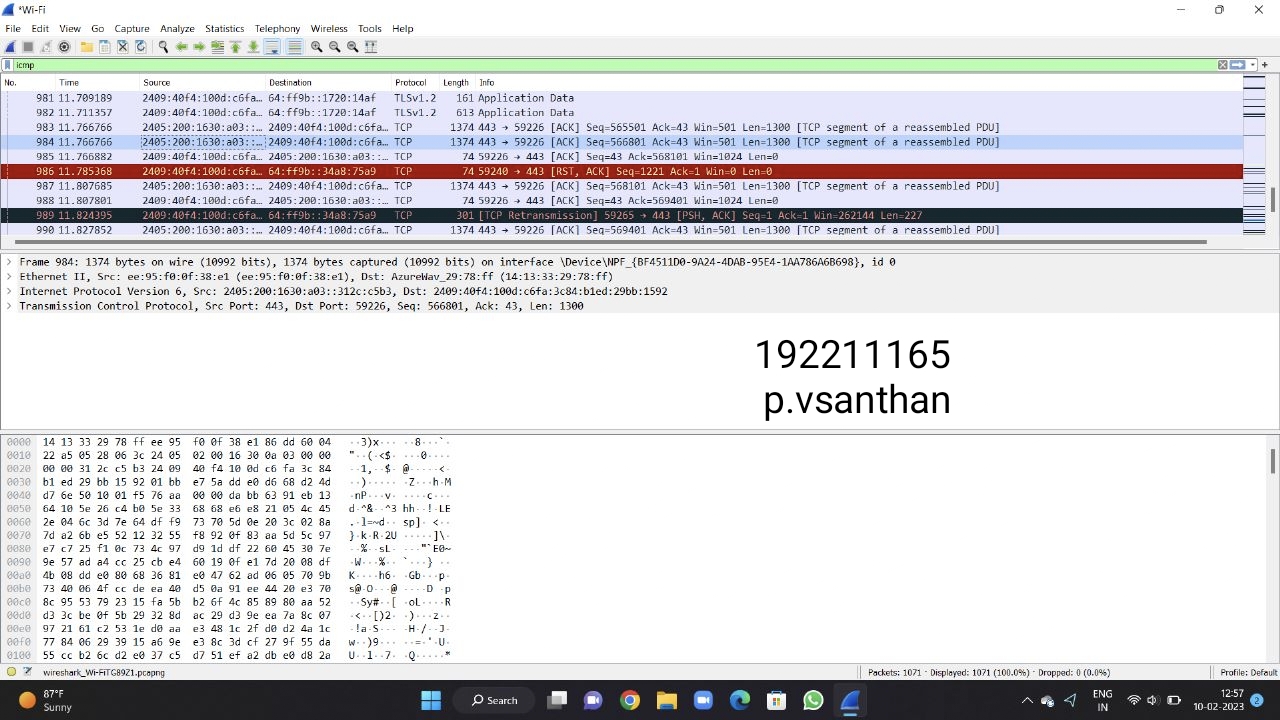 *Wi-Fi
File Edit View Go Capture Analyze Statistics Telephony Wireless Tools Help
icmp
No. Time Source Destination Protocol Length Info
981 11.709189 2409:40f4:100d:c6fa… 64:ff9b::1720:14af TLSv1.2 161 Application Data
982 11.711357 2409:40f4:100d:c6fa… 64:ff9b::1720:14af TLSv1.2 613 Application Data
983 11.766766 2405:200:1630:a03::… 2409:40f4:100d:c6fa… TCP 1374 443 → 59226 [ACK] Seq=565501 Ack=43 Win=501 Len=1300 [TCP segment of a reassembled PDU]
984 11.766766 2405:200:1630:a03::… 2409:40f4:100d:c6fa… TCP 1374 443 → 59226 [ACK] Seq=566801 Ack=43 Win=501 Len=1300 [TCP segment of a reassembled PDU]
985 11.766882 2409:40f4:100d:c6fa… 2405:200:1630:a03::… TCP 74 59226 → 443 [ACK] Seq=43 Ack=568101 Win=1024 Len=0
986 11.785368 2409:40f4:100d:c6fa… 64:ff9b::34a8:75a9 TCP 74 59240 → 443 [RST, ACK] Seq=1221 Ack=1 Win=0 Len=0
987 11.807685 2405:200:1630:a03::… 2409:40f4:100d:c6fa… TCP 1374 443 → 59226 [ACK] Seq=568101 Ack=43 Win=501 Len=1300 [TCP segment of a reassembled PDU]
988 11.807801 2409:40f4:100d:c6fa… 2405:200:1630:a03::… TCP 74 59226 → 443 [ACK] Seq=43 Ack=569401 Win=1024 Len=0
989 11.824395 2409:40f4:100d:c6fa… 64:ff9b::34a8:75a9 TCP 301 [TCP Retransmission] 59265 → 443 [PSH, ACK] Seq=1 Ack=1 Win=262144 Len=227
990 11.827852 2405:200:1630:a03::… 2409:40f4:100d:c6fa… TCP 1374 443 → 59226 [ACK] Seq=569401 Ack=43 Win=501 Len=1300 [TCP segment of a reassembled PDU]
Frame 984: 1374 bytes on wire (10992 bits), 1374 bytes captured (10992 bits) on interface \Device\NPF_{BF4511D0-9A24-4DAB-95E4-1AA786A6B698}, id 0
Ethernet II, Src: ee:95:f0:0f:38:e1 (ee:95:f0:0f:38:e1), Dst: AzureWav_29:78:ff (14:13:33:29:78:ff)
Internet Protocol Version 6, Src: 2405:200:1630:a03::312c:c5b3, Dst: 2409:40f4:100d:c6fa:3c84:b1ed:29bb:1592
Transmission Control Protocol, Src Port: 443, Dst Port: 59226, Seq: 566801, Ack: 43, Len: 1300
192211165
p.vsanthan
0000 14 13 33 29 78 ff ee 95 f0 0f 38 e1 86 dd 60 04 ··3)x··· ··8···`·
0010 22 a5 05 28 06 3c 24 05 02 00 16 30 0a 03 00 00 "··(·<$· ···0····
0020 00 00 31 2c c5 b3 24 09 40 f4 10 0d c6 fa 3c 84 ··1,··$· @·····<·
0030 b1 ed 29 bb 15 92 01 bb e7 5a dd e0 d6 68 d2 4d ··)····· ·Z···h·M
0040 d7 6e 50 10 01 f5 76 aa 00 00 da bb 63 91 eb 13 ·nP···v· ····c···
0050 64 10 5e 26 c4 b0 5e 33 68 68 e6 e8 21 05 4c 45 d·^&··^3 hh··!·LE
0060 2e 04 6c 3d 7e 64 df f9 73 70 5d 0e 20 3c 02 8a .·l=~d·· sp]· <··
0070 7d a2 6b e5 52 12 32 55 f8 92 0f 83 aa 5d 5c 97 }·k·R·2U ·····]\·
0080 e7 c7 25 f1 0c 73 4c 97 d9 1d df 22 60 45 30 7e ··%··sL· ···"`E0~
0090 9e 57 ad a4 cc 25 cb e4 60 19 0f e1 7d 20 08 df ·W···%·· `···} ··
00a0 4b 08 dd e0 80 68 36 81 e0 47 62 ad 06 05 70 9b K····h6· ·Gb···p·
00b0 73 40 06 4f cc de ea 40 d5 0a 91 ee 44 20 e3 70 s@·O···@ ····D ·p
00c0 8c 95 53 79 23 15 fa 5b b2 6f 4c 85 89 80 aa 52 ··Sy#··[ ·oL····R
00d0 d3 3c be 0f 5b 29 32 8d ac 29 d3 9e ea 7a 8c 07 ·<··[)2· ·)···z··
00e0 97 21 61 c2 53 1e d0 aa e3 48 1c 2f d0 d2 4a 1c ·!a·S··· ·H·/··J·
00f0 77 84 06 29 39 15 a6 9e e3 8c 3d cf 27 9f 55 da w··)9··· ··=·'·U·
0100 55 cc b2 6c d2 e0 37 c5 d7 51 ef a2 db e0 d8 2a U··l··7· ·Q·····*
wireshark_Wi-FiTG89Z1.pcapng Packets: 1071 · Displayed: 1071 (100.0%) · Dropped: 0 (0.0%) Profile: Default
87°F
Sunny
Search
ENG
IN
12:57
10-02-2023
2